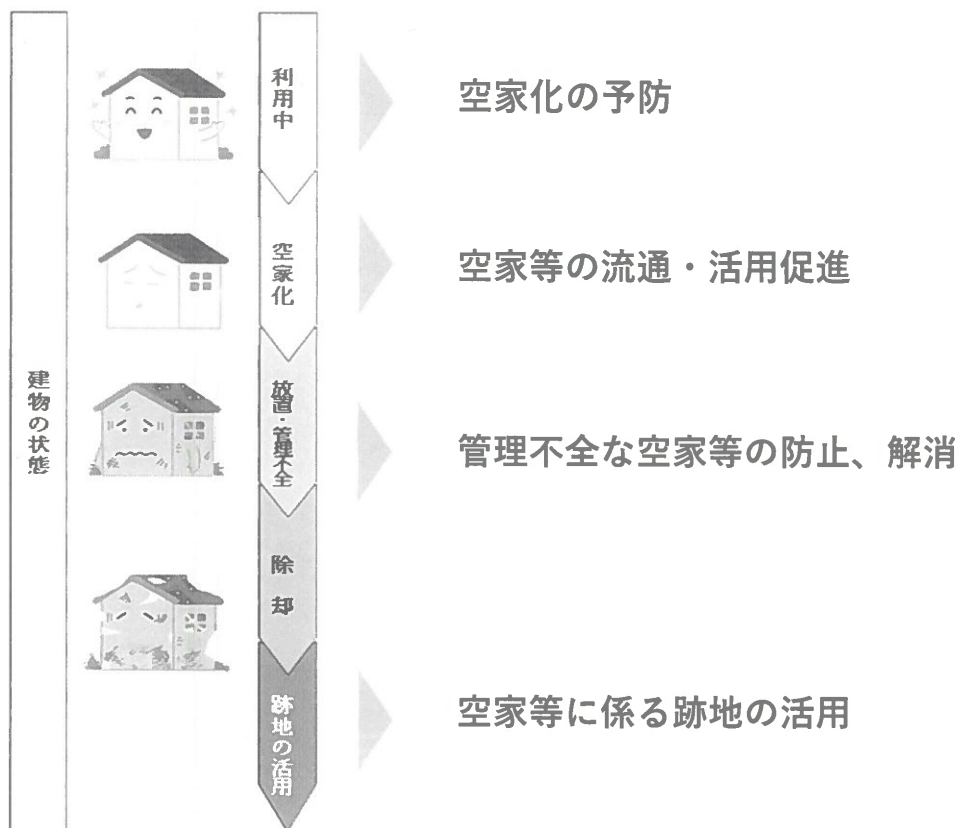 建物の状態
利用中
空家化の予防
空家化
空家等の流通・活用促進
放置・管理不全
管理不全な空家等の防止、解消
除却
跡地の活用
空家等に係る跡地の活用